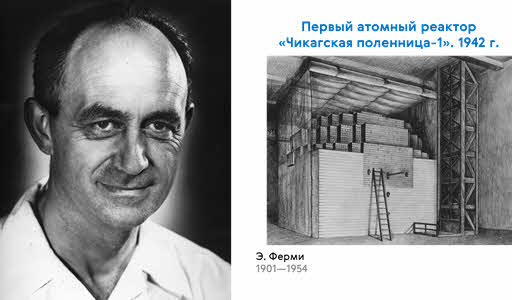 Первый атомный реактор
«Чикагская поленница-1». 1942 г.
Э. Ферми
1901—1954